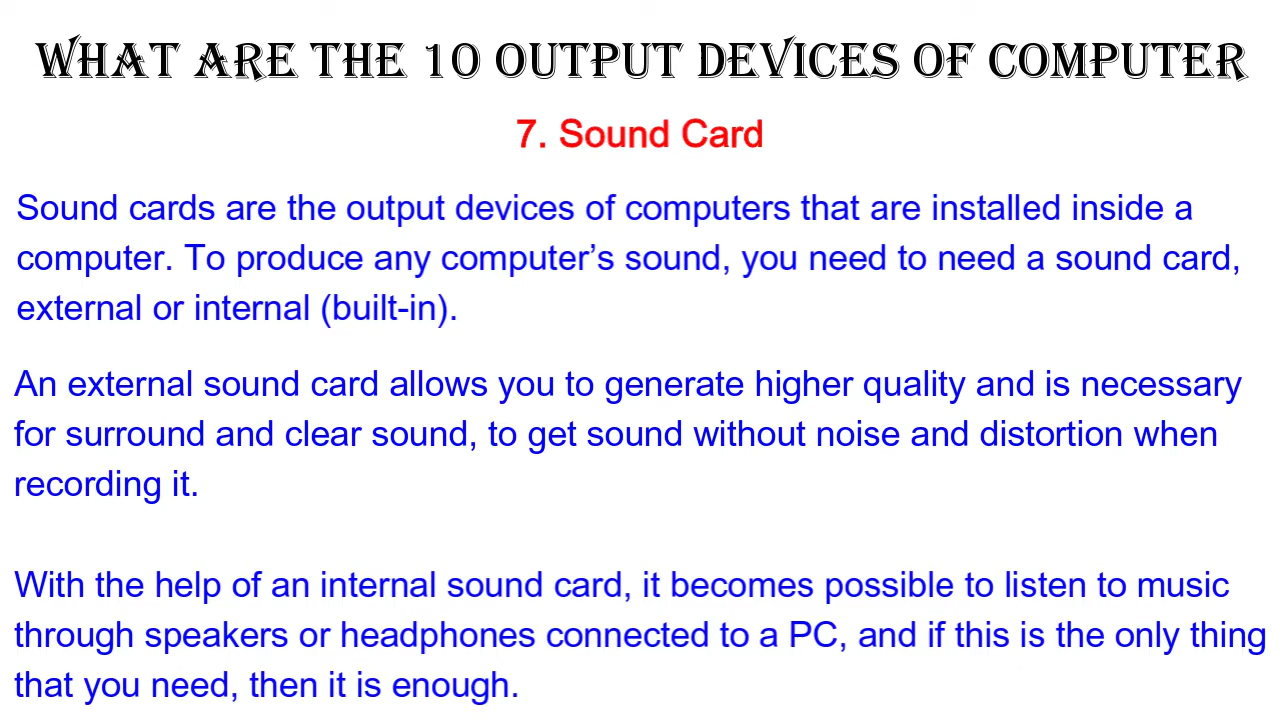 WHAT ARE THE 10 OUTPUT DEVICES OF COMPUTER
7. Sound Card
Sound cards are the output devices of computers that are installed inside a
computer. To produce any computer’s sound, you need to need a sound card,
external or internal (built-in).
An external sound card allows you to generate higher quality and is necessary
for surround and clear sound, to get sound without noise and distortion when
recording it.
With the help of an internal sound card, it becomes possible to listen to music
through speakers or headphones connected to a PC, and if this is the only thing
that you need, then it is enough.